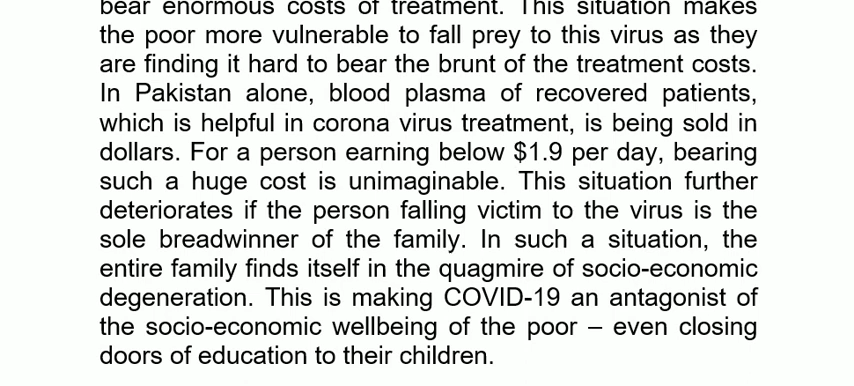 bear enormous costs of treatment. This situation makes
the poor more vulnerable to fall prey to this virus as they
are finding it hard to bear the brunt of the treatment costs.
In Pakistan alone, blood plasma of recovered patients,
which is helpful in corona virus treatment, is being sold in
dollars. For a person earning below $1.9 per day, bearing
such a huge cost is unimaginable. This situation further
deteriorates if the person falling victim to the virus is the
sole breadwinner of the family. In such a situation, the
entire family finds itself in the quagmire of socio-economic
degeneration. This is making COVID-19 an antagonist of
the socio-economic wellbeing of the poor – even closing
doors of education to their children.